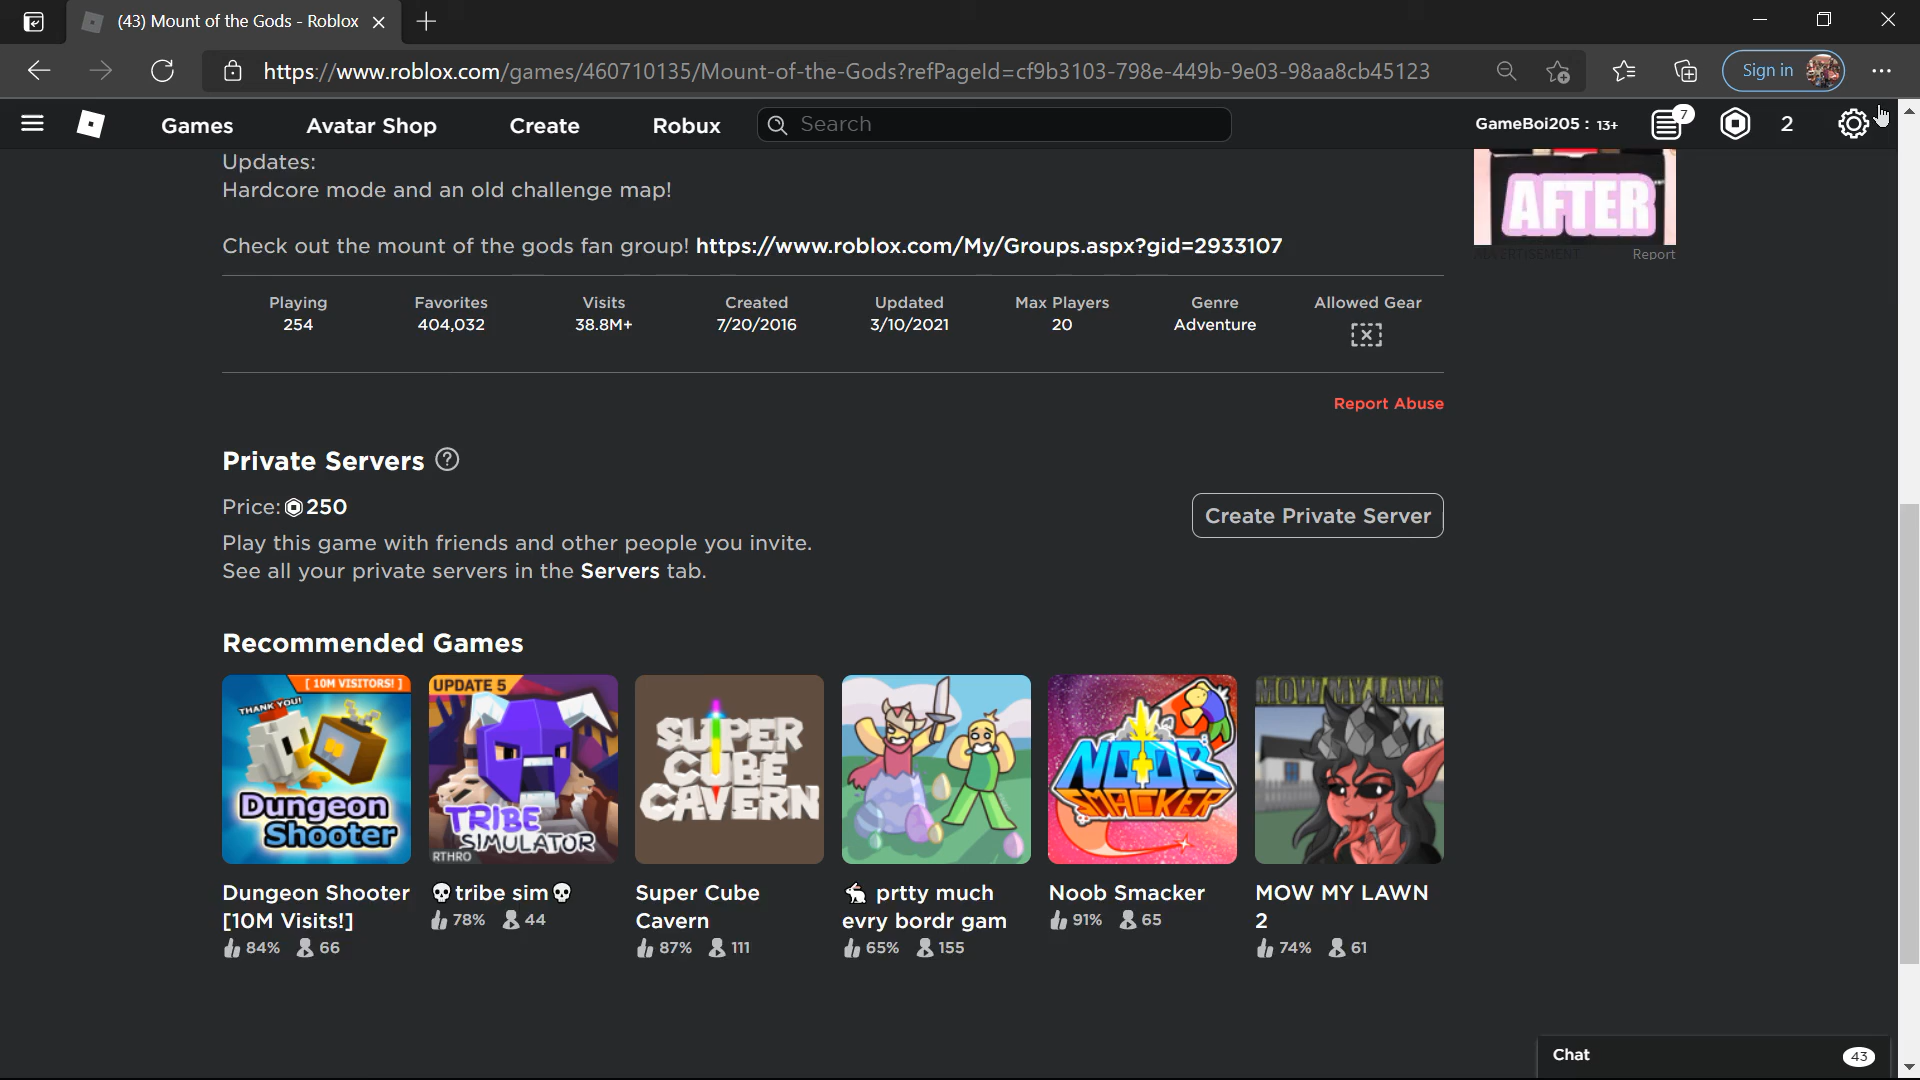 (43) Mount of the Gods - Roblox
https://www.roblox.com/games/460710135/Mount-of-the-Gods?refPageId=cf9b3103-798e-449b-9e03-98aa8cb45123
Sign in
Games Avatar Shop Create Robux Search GameBoi205 : 13+ 7 2
Updates:
Hardcore mode and an old challenge map!
Check out the mount of the gods fan group! https://www.roblox.com/My/Groups.aspx?gid=2933107
AFTER
ADVERTISEMENT Report
Playing Favorites Visits Created Updated Max Players Genre Allowed Gear
254 404,032 38.8M+ 7/20/2016 3/10/2021 20 Adventure
Report Abuse
Private Servers
Price: 250
Create Private Server
Play this game with friends and other people you invite.
See all your private servers in the Servers tab.
Recommended Games
[ 10M VISITORS! ]
THANK YOU!
Dungeon
Shooter
UPDATE 5
TRIBE
SIMULATOR
RTHRO
SUPER
CUBE
CAVERN
NOOB
SMACKER
MOW MY LAWN
Dungeon Shooter
[10M Visits!]
84% 66
💀tribe sim💀
78% 44
Super Cube
Cavern
87% 111
🐇 prtty much
evry bordr gam
65% 155
Noob Smacker
91% 65
MOW MY LAWN
2
74% 61
Chat 43